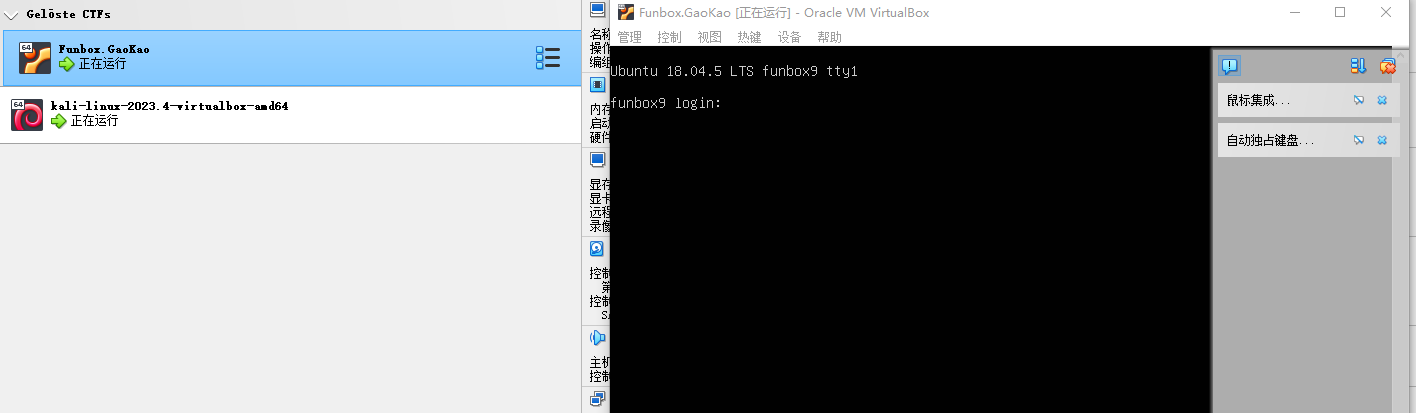 Gelöste CTFs
64
Funbox.GaoKao
正在运行
64
kali-linux-2023.4-virtualbox-amd64
正在运行
名称
操作
编组
内存
启动
硬件
显存
显卡
远程
录像
控制
第
控制
SA
主机
控制
Funbox.GaoKao [正在运行] - Oracle VM VirtualBox
管理 控制 视图 热键 设备 帮助
Ubuntu 18.04.5 LTS funbox9 tty1
funbox9 login:
鼠标集成...
自动独占键盘...